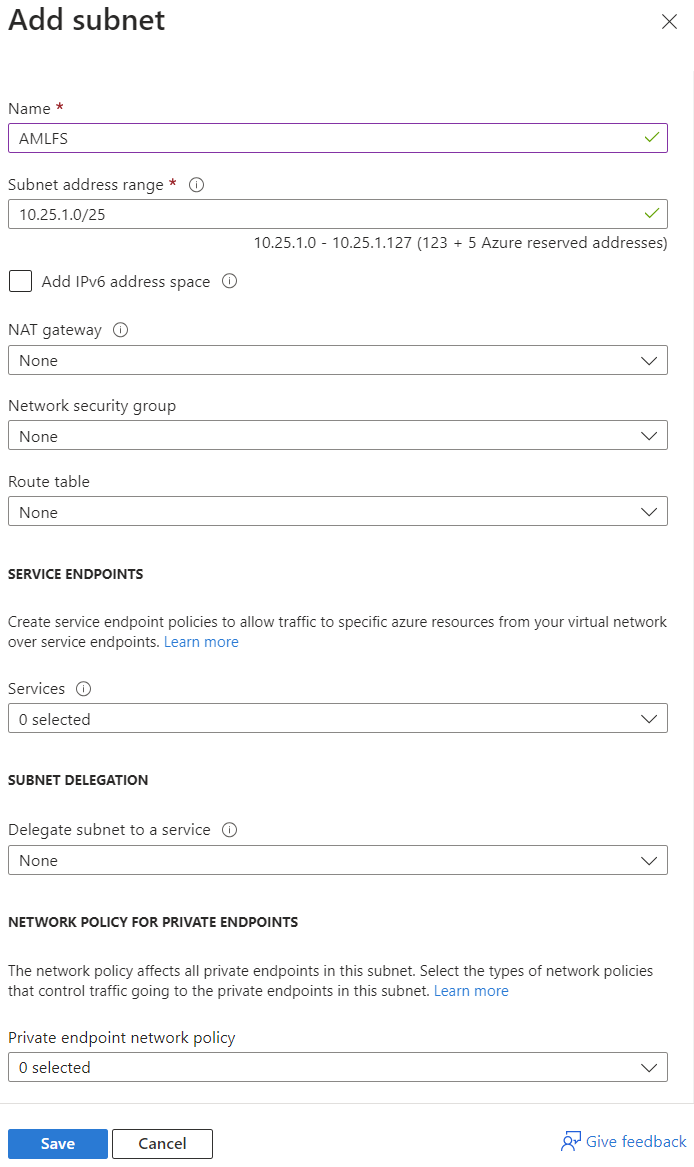 Add subnet
Name *
AMLFS
Subnet address range *
10.25.1.0/25
10.25.1.0 - 10.25.1.127 (123 + 5 Azure reserved addresses)
Add IPv6 address space
NAT gateway
None
Network security group
None
Route table
None
SERVICE ENDPOINTS
Create service endpoint policies to allow traffic to specific azure resources from your virtual network
over service endpoints. Learn more
Services
0 selected
SUBNET DELEGATION
Delegate subnet to a service
None
NETWORK POLICY FOR PRIVATE ENDPOINTS
The network policy affects all private endpoints in this subnet. Select the types of network policies
that control traffic going to the private endpoints in this subnet. Learn more
Private endpoint network policy
0 selected
Save Cancel Give feedback